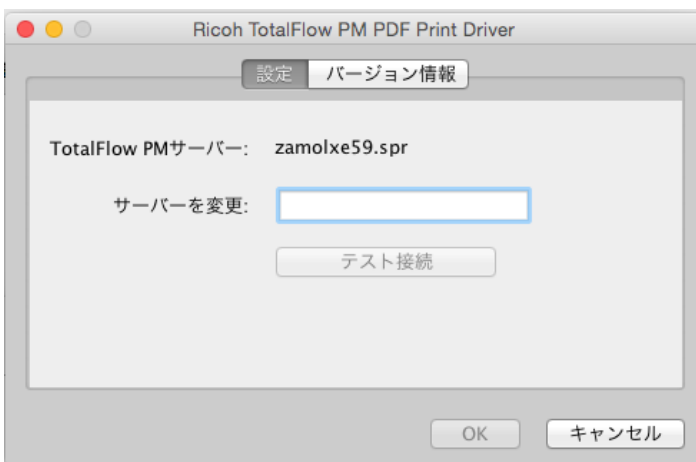 Ricoh TotalFlow PM PDF Print Driver
設定 バージョン情報
TotalFlow PMサーバー: zamolxe59.spr
サーバーを変更:
テスト接続
OK キャンセル